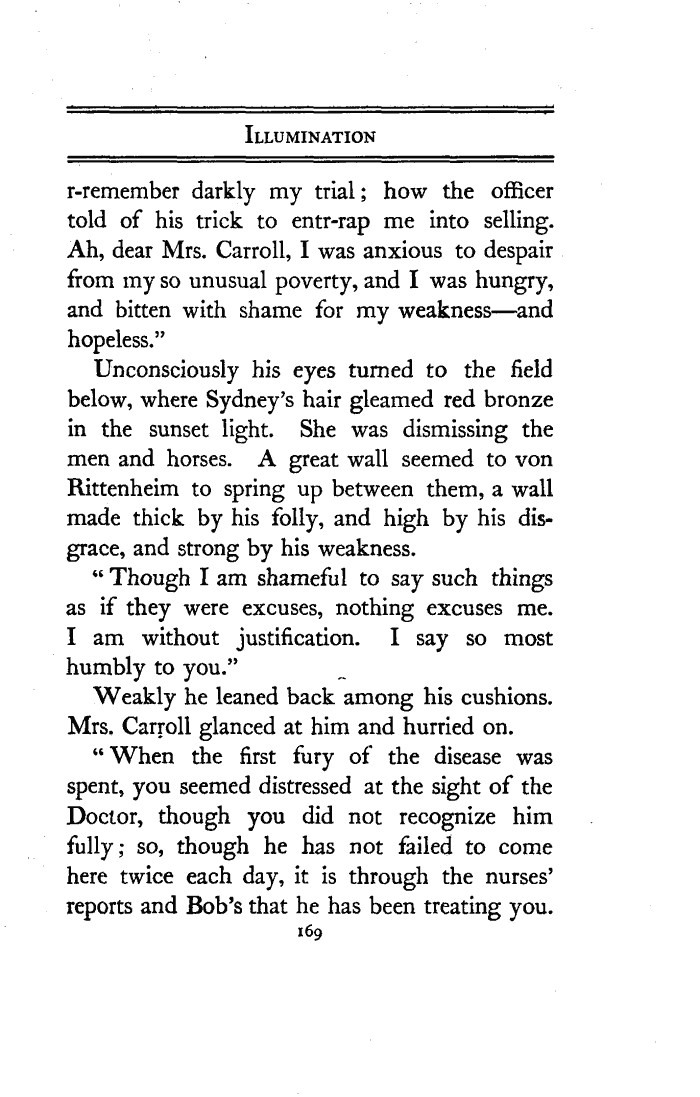 ILLUMINATION
r-remember darkly my trial; how the officer
told of his trick to entr-rap me into selling.
Ah, dear Mrs. Carroll, I was anxious to despair
from my so unusual poverty, and I was hungry,
and bitten with shame for my weakness—and
hopeless.”
Unconsciously his eyes turned to the field
below, where Sydney’s hair gleamed red bronze
in the sunset light. She was dismissing the
men and horses. A great wall seemed to von
Rittenheim to spring up between them, a wall
made thick by his folly, and high by his dis-
grace, and strong by his weakness.
“Though I am shameful to say such things
as if they were excuses, nothing excuses me.
I am without justification. I say so most
humbly to you.”
Weakly he leaned back among his cushions.
Mrs. Carroll glanced at him and hurried on.
“When the first fury of the disease was
spent, you seemed distressed at the sight of the
Doctor, though you did not recognize him
fully; so, though he has not failed to come
here twice each day, it is through the nurses’
reports and Bob’s that he has been treating you.
169